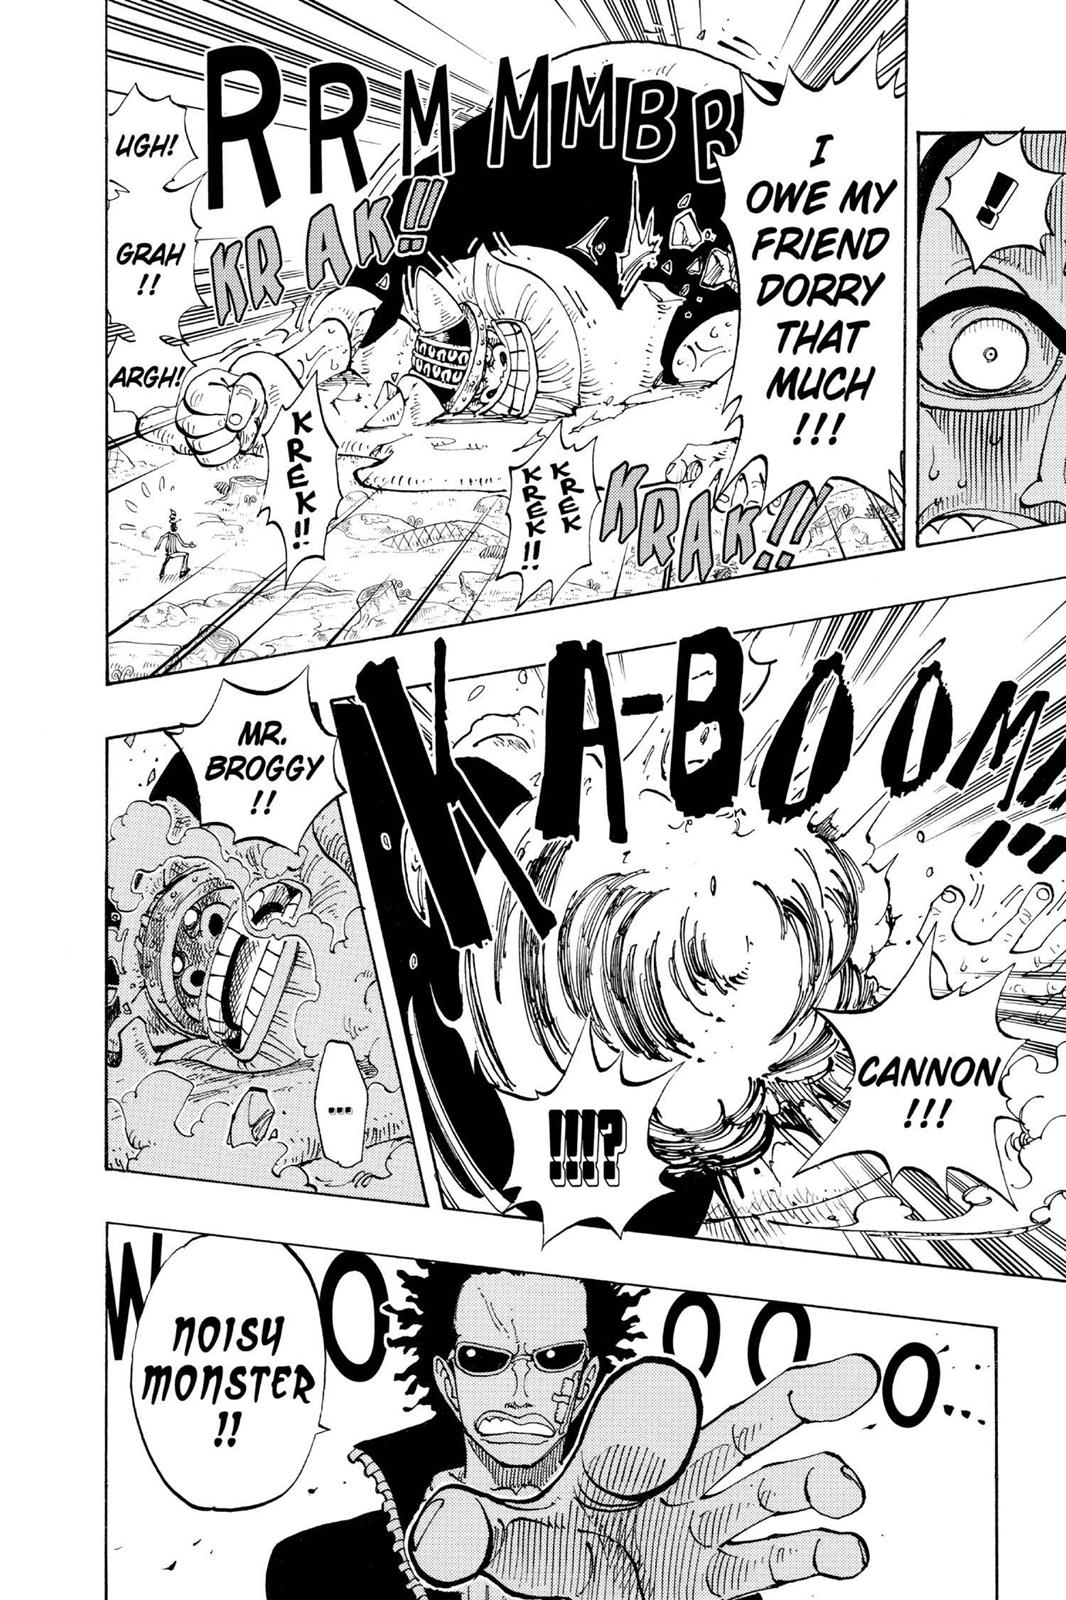 !
I
OWE MY
FRIEND
DORRY
THAT
MUCH
!!!
RRMMMBB
UGH!
GRAH
!!
ARGH!
KRAK!!
KREK!!
KREK
KREK!!
KRAK!!
CANNON
!!!
KA-BOOM
!!!
!!!!?
MR.
BROGGY
!!
...
NOISY
MONSTER
!!
WOOOOO...